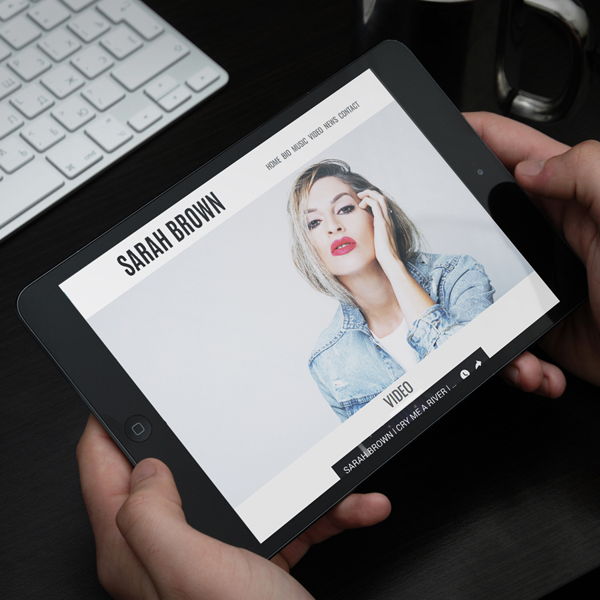 HOME BIO MUSIC VIDEO NEWS CONTACT
SARAH BROWN
VIDEO
SARAH BROWN | CRY ME A RIVER | ...